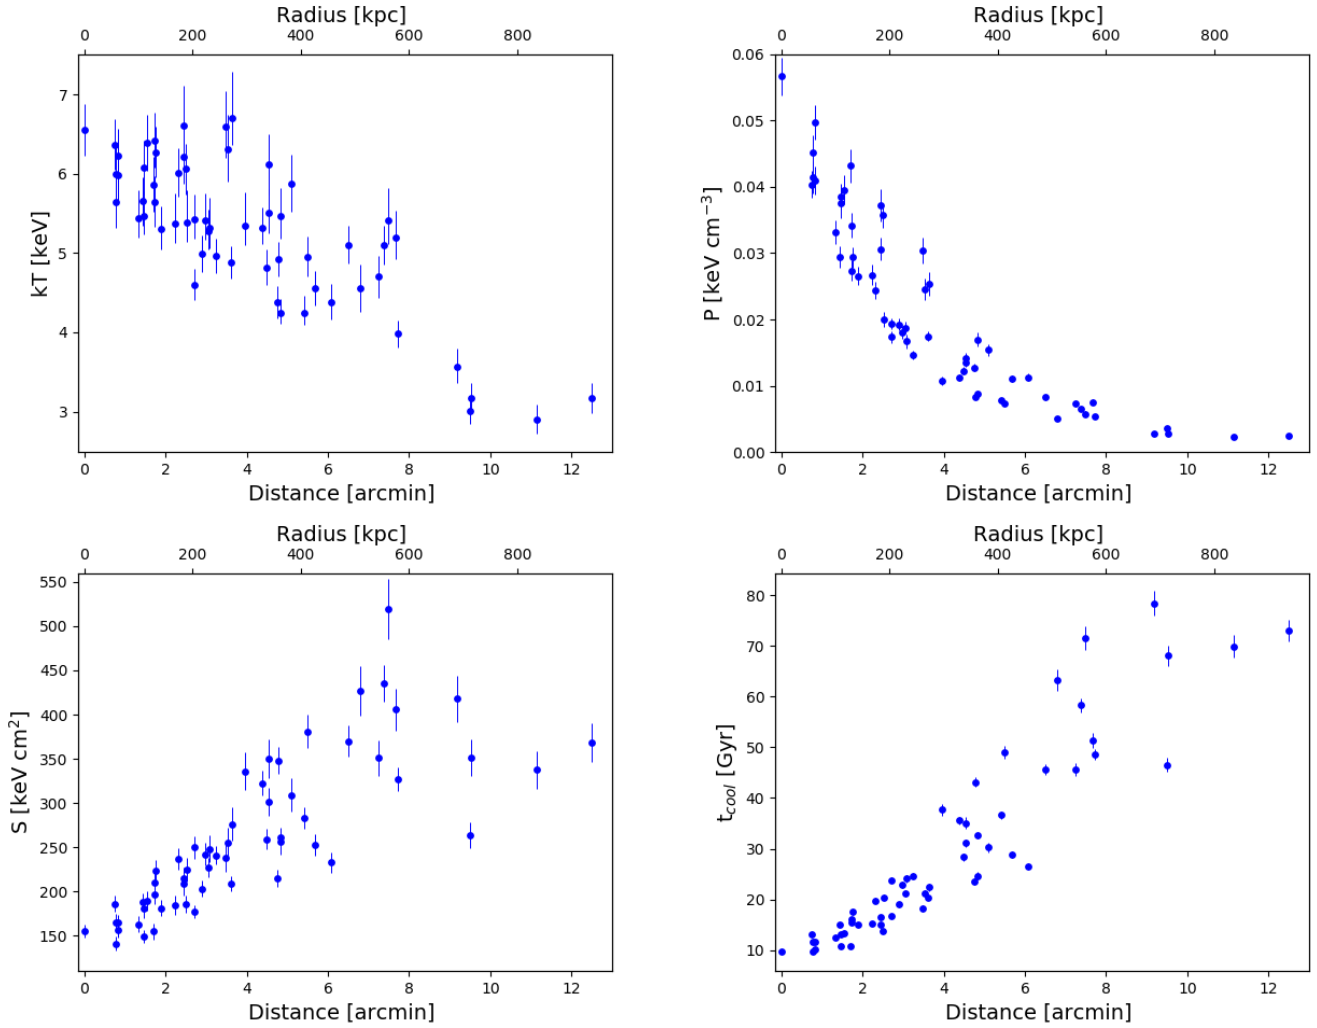 Radius [kpc]
0 200 400 600 800
7
6
5
4
3
kT [keV]
0 2 4 6 8 10 12
Distance [arcmin]
Radius [kpc]
0 200 400 600 800
0.06
0.05
0.04
0.03
0.02
0.01
0.00
P [keV cm⁻³]
0 2 4 6 8 10 12
Distance [arcmin]
Radius [kpc]
0 200 400 600 800
550
500
450
400
350
300
250
200
150
S [keV cm²]
0 2 4 6 8 10 12
Distance [arcmin]
Radius [kpc]
0 200 400 600 800
80
70
60
50
40
30
20
10
t_cool [Gyr]
0 2 4 6 8 10 12
Distance [arcmin]